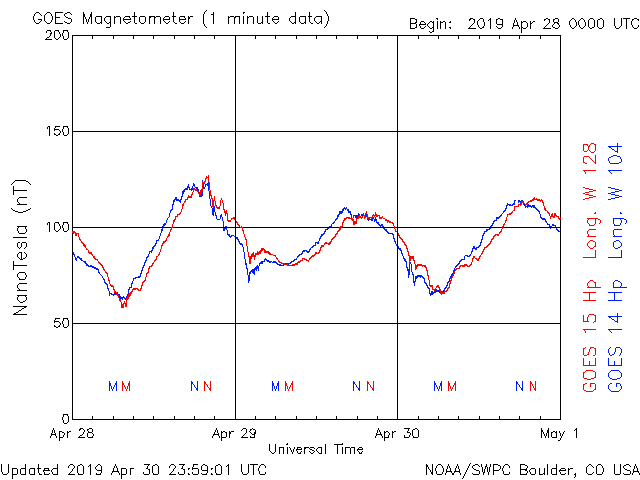 GOES Magnetometer (1 minute data)
Begin: 2019 Apr 28 0000 UTC
200
150
100
50
0
NanoTesla (nT)
M M N N M M N N M M N N
Apr 28 Apr 29 Apr 30 May 1
Universal Time
GOES 15 Hp Long. W 128
GOES 14 Hp Long. W 104
Updated 2019 Apr 30 23:59:01 UTC
NOAA/SWPC Boulder, CO USA